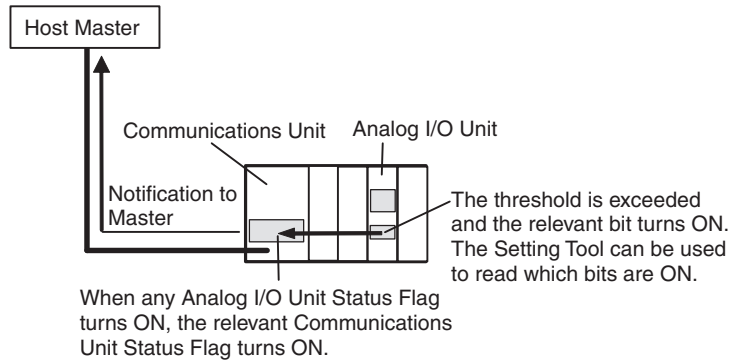 Host Master
Communications Unit
Analog I/O Unit
Notification to
Master
The threshold is exceeded
and the relevant bit turns ON.
The Setting Tool can be used
to read which bits are ON.
When any Analog I/O Unit Status Flag
turns ON, the relevant Communications
Unit Status Flag turns ON.